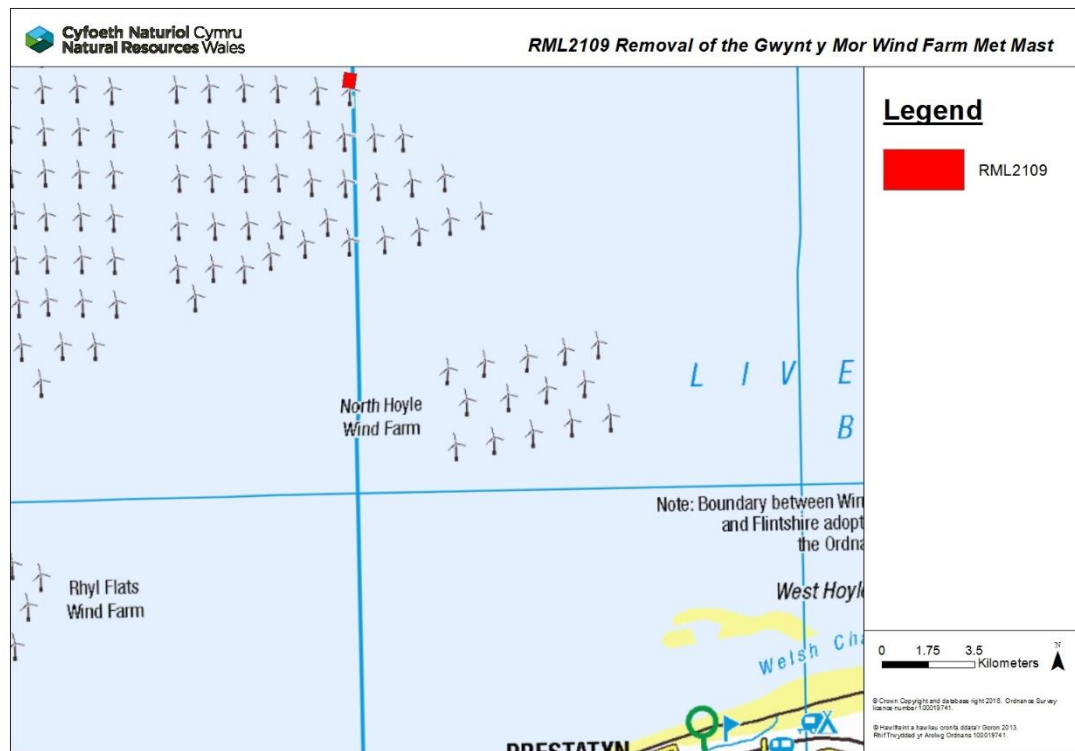 Cyfoeth Naturiol Cymru
Natural Resources Wales
RML2109 Removal of the Gwynt y Mor Wind Farm Met Mast
North Hoyle
Wind Farm
L I V E
B
Note: Boundary between Win
and Flintshire adopt
the Ordna
Rhyl Flats
Wind Farm
West Hoyle
Welsh Cha
PRESTATYN
Legend
RML2109
0 1.75 3.5
Kilometers
N
© Crown Copyright and database right 2016. Ordnance Survey
licence number 100019741.
© Hawlfraint a hawliau cronfa ddata'r Goron 2013.
Rhif Trwydded yr Arolwg Ordnans 100019741.